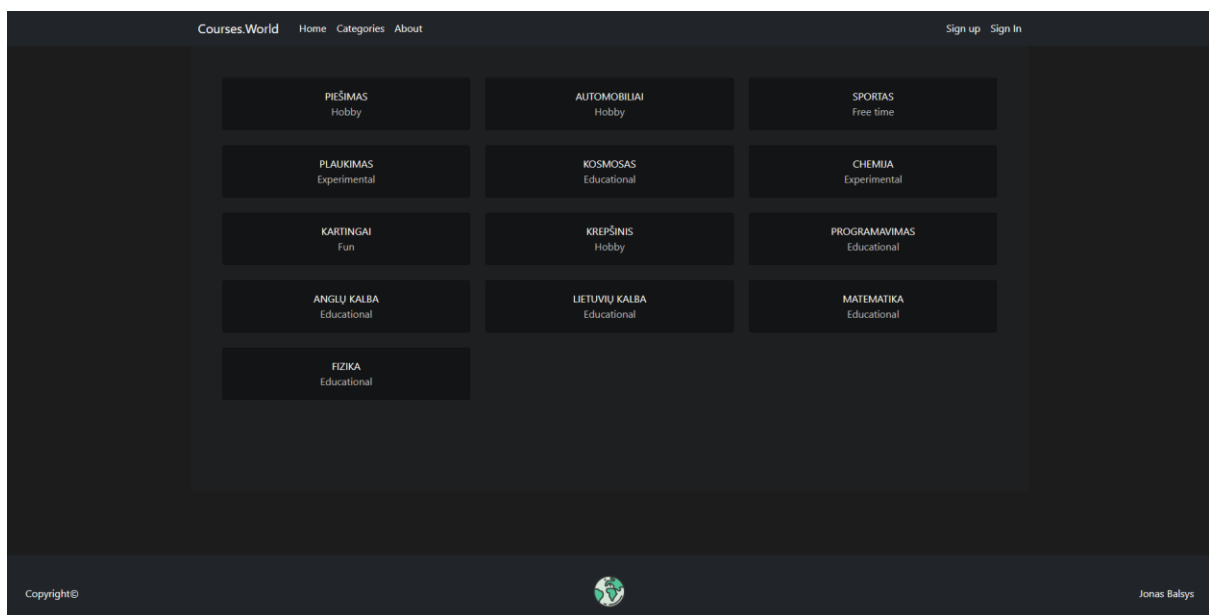 Courses.World Home Categories About Sign up Sign In
PIEŠIMAS
Hobby
AUTOMOBILIAI
Hobby
SPORTAS
Free time
PLAUKIMAS
Experimental
KOSMOSAS
Educational
CHEMIJA
Experimental
KARTINGAI
Fun
KREPŠINIS
Hobby
PROGRAMAVIMAS
Educational
ANGLŲ KALBA
Educational
LIETUVIŲ KALBA
Educational
MATEMATIKA
Educational
FIZIKA
Educational
Copyright©
Jonas Balsys